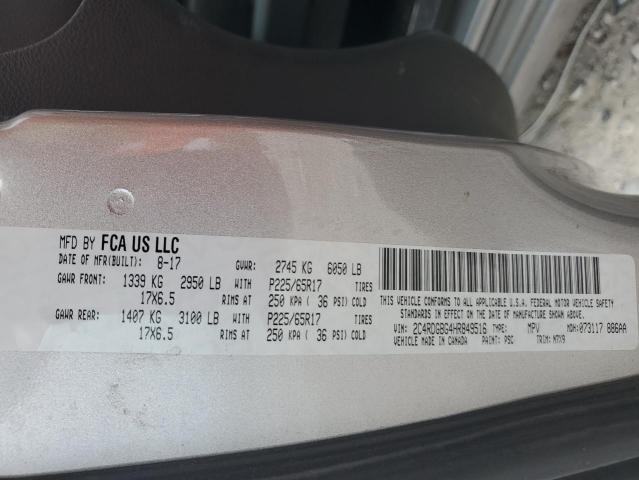 MFD BY FCA US LLC
DATE OF MFR(BUILT): 8-17 GVWR: 2745 KG 6050 LB
GAWR FRONT: 1339 KG 2950 LB WITH P225/65R17 TIRES
17X6.5 RIMS AT 250 KPA ( 36 PSI) COLD
GAWR REAR: 1407 KG 3100 LB WITH P225/65R17 TIRES
17X6.5 RIMS AT 250 KPA ( 36 PSI) COLD
THIS VEHICLE CONFORMS TO ALL APPLICABLE U.S.A. FEDERAL MOTOR VEHICLE SAFETY
STANDARDS IN EFFECT ON THE DATE OF MANUFACTURE SHOWN ABOVE.
VIN: 2C4RDGBG4HR849516 TYPE: MPV MDH: 073117 886AA
VEHICLE MADE IN CANADA PAINT: PSC TRIM: N7X9